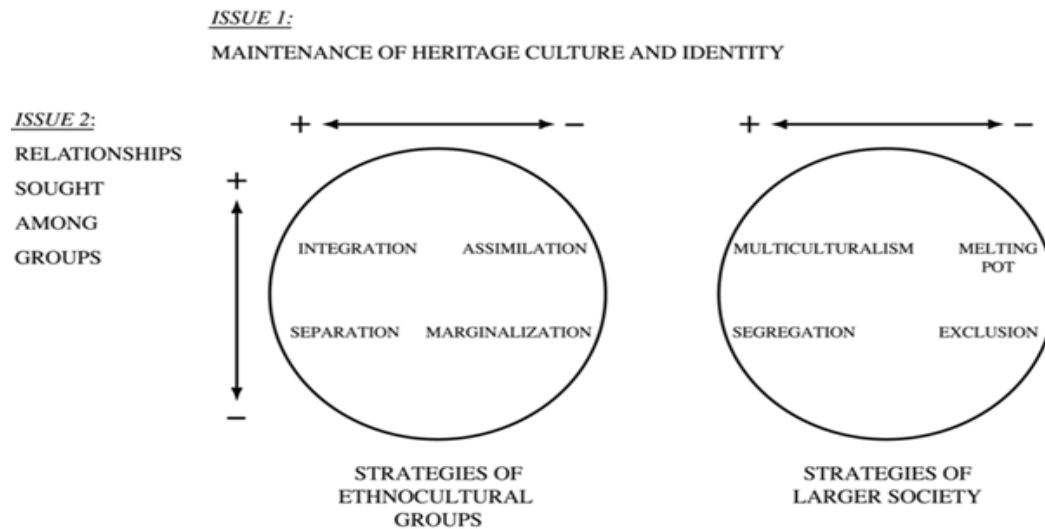 ISSUE 1:
MAINTENANCE OF HERITAGE CULTURE AND IDENTITY
ISSUE 2:
RELATIONSHIPS
SOUGHT
AMONG
GROUPS
+ −
+ −
+
−
INTEGRATION ASSIMILATION
SEPARATION MARGINALIZATION
MULTICULTURALISM MELTING
POT
SEGREGATION EXCLUSION
STRATEGIES OF
ETHNOCULTURAL
GROUPS
STRATEGIES OF
LARGER SOCIETY